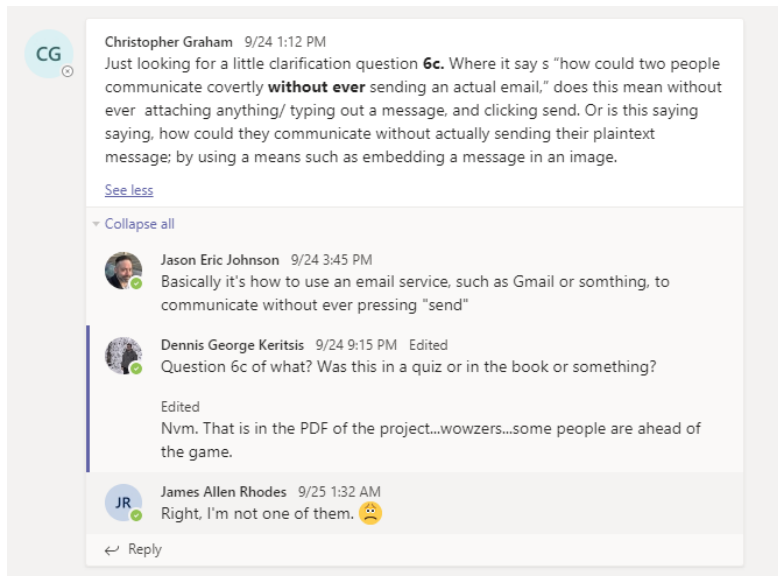 CG
Christopher Graham 9/24 1:12 PM
Just looking for a little clarification question 6c. Where it say s “how could two people
communicate covertly without ever sending an actual email,” does this mean without
ever attaching anything/ typing out a message, and clicking send. Or is this saying
saying, how could they communicate without actually sending their plaintext
message; by using a means such as embedding a message in an image.
See less
Collapse all
Jason Eric Johnson 9/24 3:45 PM
Basically it's how to use an email service, such as Gmail or somthing, to
communicate without ever pressing "send"
Dennis George Keritsis 9/24 9:15 PM Edited
Question 6c of what? Was this in a quiz or in the book or something?
Edited
Nvm. That is in the PDF of the project...wowzers...some people are ahead of
the game.
JR
James Allen Rhodes 9/25 1:32 AM
Right, I'm not one of them.
Reply